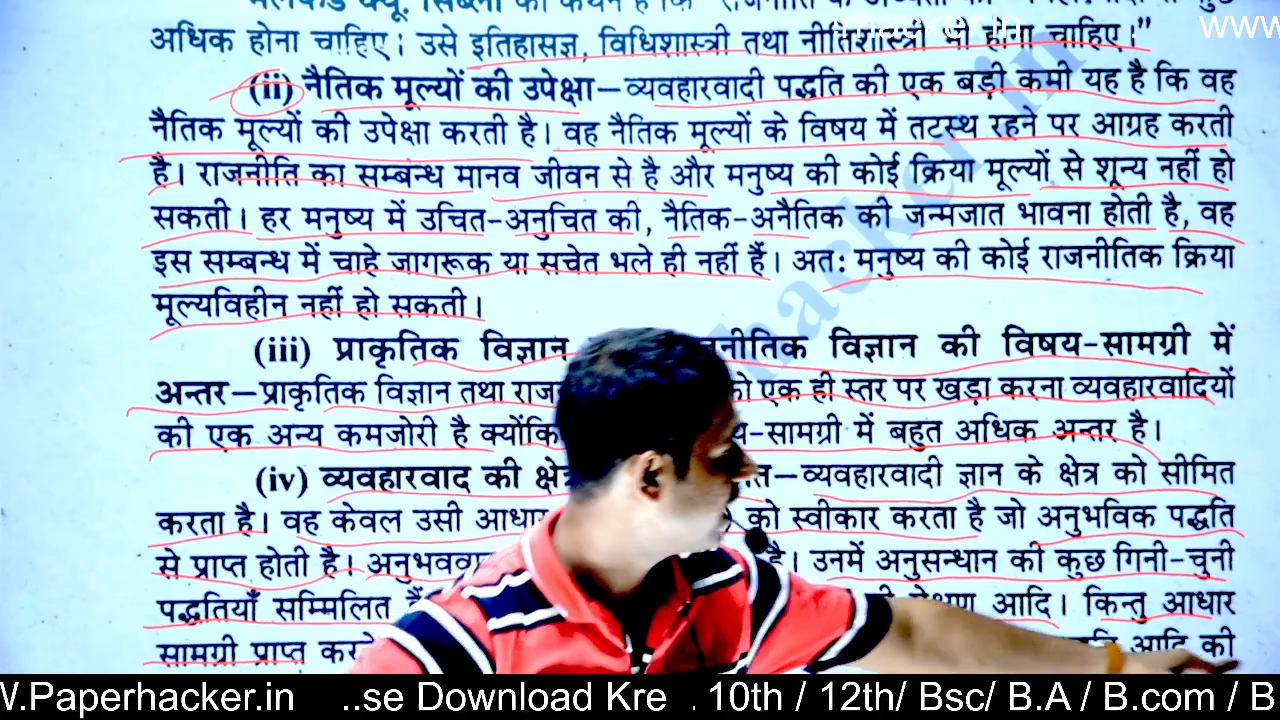 अधिक होना चाहिए। उसे इतिहासज्ञ, विधिशास्त्री तथा नीतिशास्त्री भी होना चाहिए।"
www
(ii) नैतिक मूल्यों की उपेक्षा—व्यवहारवादी पद्धति की एक बड़ी कमी यह है कि वह
नैतिक मूल्यों की उपेक्षा करती है। वह नैतिक मूल्यों के विषय में तटस्थ रहने पर आग्रह करती
है। राजनीति का सम्बन्ध मानव जीवन से है और मनुष्य की कोई क्रिया मूल्यों से शून्य नहीं हो
सकती। हर मनुष्य में उचित-अनुचित की, नैतिक-अनैतिक की जन्मजात भावना होती है, वह
इस सम्बन्ध में चाहे जागरूक या सचेत भले ही नहीं हैं। अतः मनुष्य की कोई राजनीतिक क्रिया
मूल्यविहीन नहीं हो सकती।
(iii) प्राकृतिक विज्ञान नीतिक विज्ञान की विषय-सामग्री में
अन्तर—प्राकृतिक विज्ञान तथा राज को एक ही स्तर पर खड़ा करना व्यवहारवादियों
की एक अन्य कमजोरी है क्योंकि य-सामग्री में बहुत अधिक अन्तर है।
(iv) व्यवहारवाद की क्षे त—व्यवहारवादी ज्ञान के क्षेत्र को सीमित
करता है। वह केवल उसी आधार को स्वीकार करता है जो अनुभविक पद्धति
से प्राप्त होती है। अनुभववा है। उनमें अनुसन्धान की कुछ गिनी-चुनी
पद्धतियाँ सम्मिलित आदि। किन्तु आधार
सामग्री प्राप्त कर आदि की
W.Paperhacker.in ..se Download Kre . 10th / 12th/ Bsc/ B.A / B.com / B